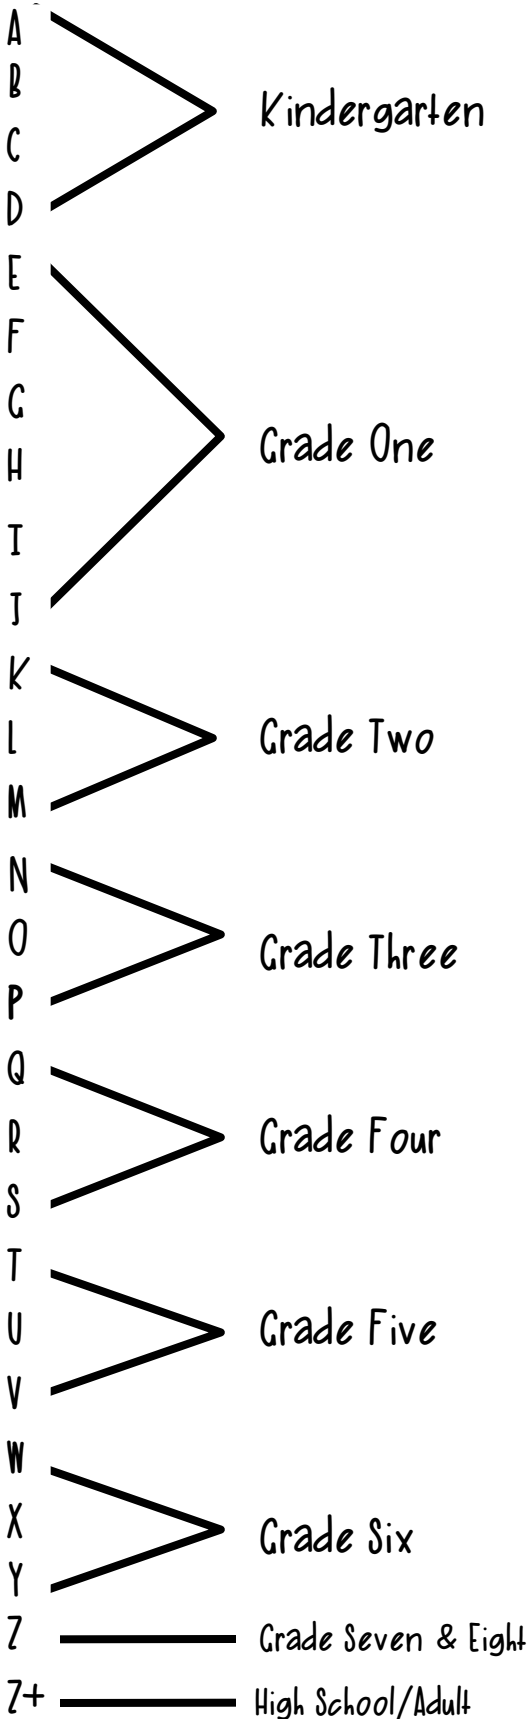 A
B
C
D
Kindergarten
E
F
G
H
I
J
Grade One
K
L
M
Grade Two
N
O
P
Grade Three
Q
R
S
Grade Four
T
U
V
Grade Five
W
X
Y
Grade Six
Z
Grade Seven & Eight
Z+
High School/Adult